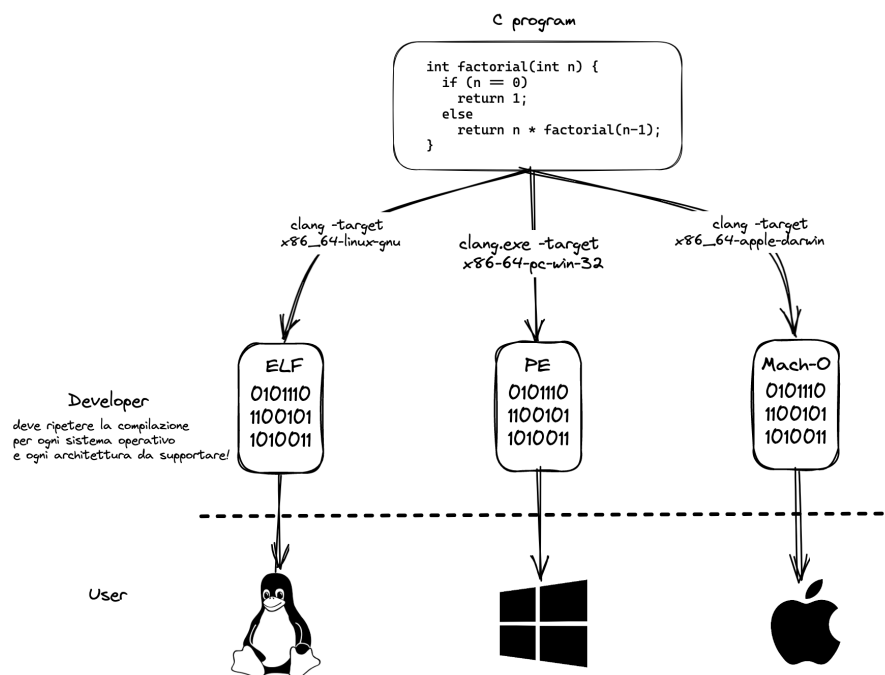 C program
int factorial(int n) {
if (n == 0)
return 1;
else
return n * factorial(n-1);
}
clang -target
x86_64-linux-gnu
clang.exe -target
x86-64-pc-win-32
clang -target
x86_64-apple-darwin
ELF
0101110
1100101
1010011
PE
0101110
1100101
1010011
Mach-O
0101110
1100101
1010011
Developer
deve ripetere la compilazione
per ogni sistema operativo
e ogni architettura da supportare!
User